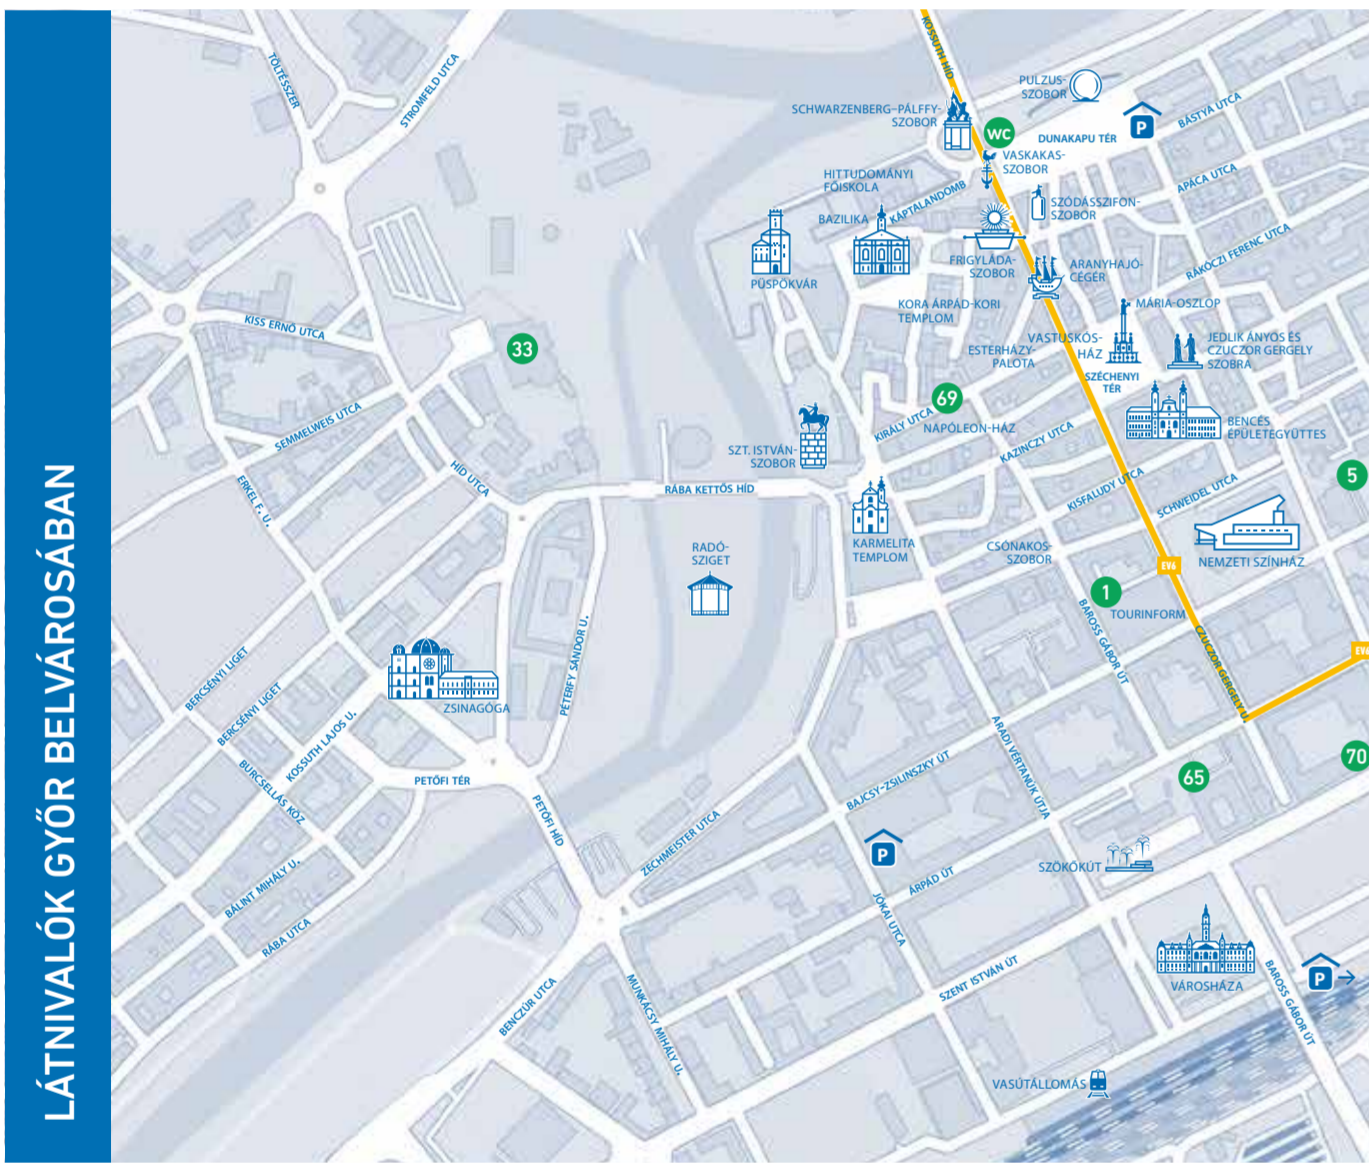 LÁTNIVALÓK GYŐR BELVÁROSÁBAN
TÖLTÉSSZER
STROMFELD UTCA
KOSSUTH HÍD
PULZUS-
SZOBOR
SCHWARZENBERG–PÁLFFY-
SZOBOR
WC
DUNAKAPU TÉR
P
BÁSTYA UTCA
VASKAKAS-
SZOBOR
HITTUDOMÁNYI
FŐISKOLA
KÁPTALANDOMB
APÁCA UTCA
BAZILIKA
SZÓDÁSSZIFON-
SZOBOR
PÜSPÖKVÁR
FRIGYLÁDA-
SZOBOR
ARANYHAJÓ-
CÉGÉR
RÁKÓCZI FERENC UTCA
KORA ÁRPÁD-KORI
TEMPLOM
MÁRIA-OSZLOP
KISS ERNŐ UTCA
33
ESTERHÁZY-
PALOTA
VASTUSKÓS-
HÁZ
JEDLIK ÁNYOS ÉS
CZUCZOR GERGELY
SZOBRA
SZÉCHENYI
TÉR
69
KIRÁLY UTCA
NAPÓLEON-HÁZ
SEMMELWEIS UTCA
BENCÉS
ÉPÜLETEGYÜTTES
KAZINCZY UTCA
SZT. ISTVÁN-
SZOBOR
HÍD UTCA
5
ERKEL F. U.
RÁBA KETTŐS HÍD
KISFALUDY UTCA
SCHWEIDEL UTCA
KARMELITA
TEMPLOM
RADÓ-
SZIGET
CSÓNAKOS-
SZOBOR
NEMZETI SZÍNHÁZ
EV6
1
TOURINFORM
BAROSS GÁBOR ÚT
CZUCZOR GERGELY U.
EV6
PÉTERFY SÁNDOR U.
BERCSÉNYI LIGET
BERCSÉNYI LIGET
ZSINAGÓGA
KOSSUTH LAJOS U.
ARADI VÉRTANÚK ÚTJA
BURCSELLÁS KÖZ
PETŐFI TÉR
BAJCSY-ZSILINSZKY ÚT
65
70
PETŐFI HÍD
ZECHMEISTER UTCA
P
SZÖKŐKÚT
BÁLINT MIHÁLY U.
ÁRPÁD ÚT
JÓKAI UTCA
RÁBA UTCA
SZENT ISTVÁN ÚT
VÁROSHÁZA
BAROSS GÁBOR ÚT
P
BENCZÚR UTCA
MUNKÁCSY MIHÁLY U.
VASÚTÁLLOMÁS